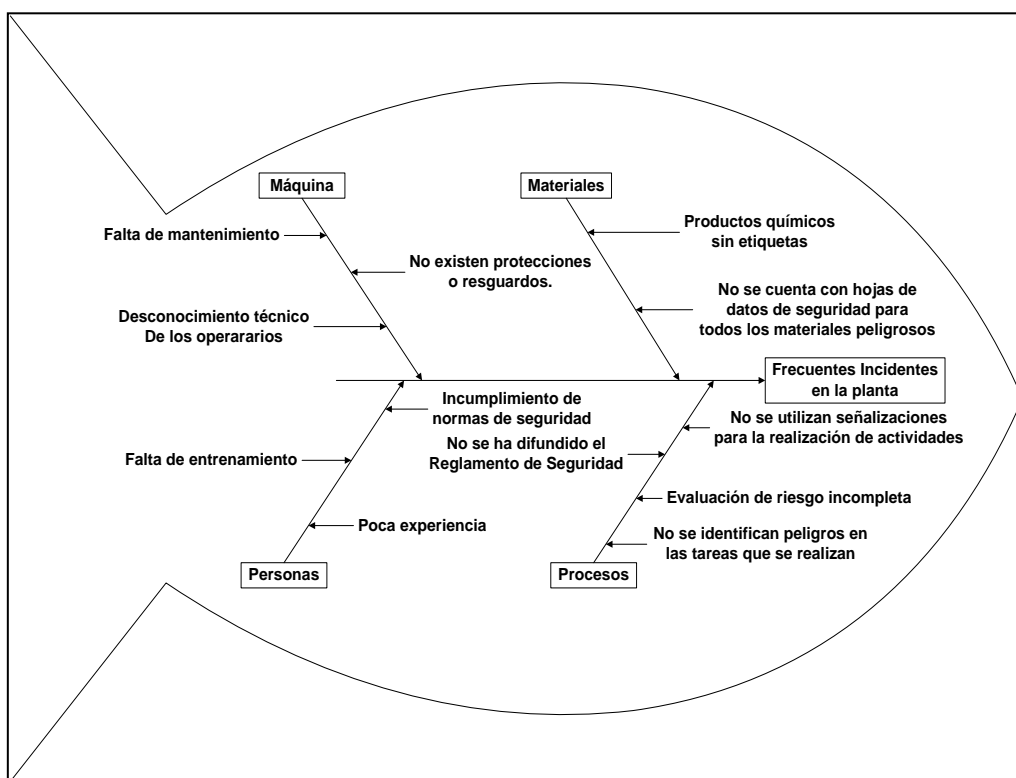 Máquina
Materiales
Falta de mantenimiento
No existen protecciones
o resguardos.
Desconocimiento técnico
De los operararios
Productos químicos
sin etiquetas
No se cuenta con hojas de
datos de seguridad para
todos los materiales peligrosos
Frecuentes Incidentes
en la planta
Incumplimiento de
normas de seguridad
Falta de entrenamiento
Poca experiencia
Personas
No se utilizan señalizaciones
para la realización de actividades
No se ha difundido el
Reglamento de Seguridad
Evaluación de riesgo incompleta
No se identifican peligros en
las tareas que se realizan
Procesos